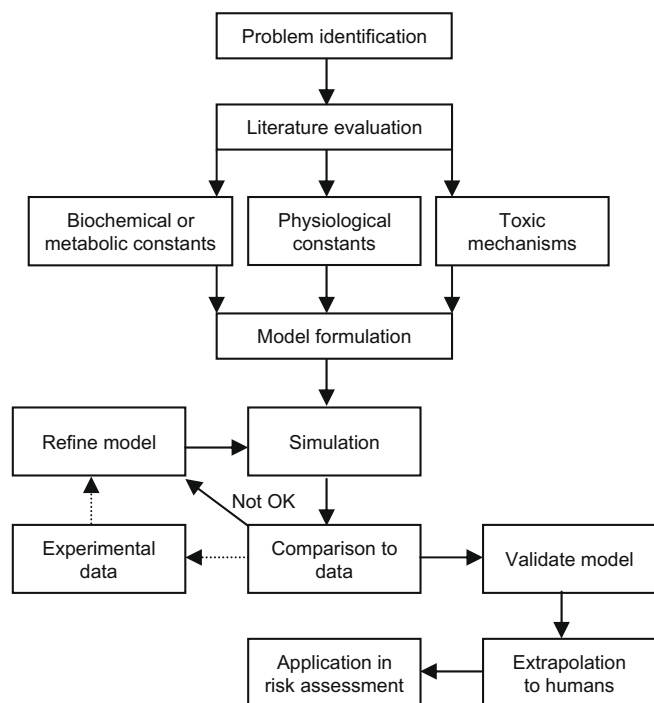 Problem identification
Literature evaluation
Biochemical or
metabolic constants
Physiological
constants
Toxic
mechanisms
Model formulation
Refine model
Simulation
Not OK
Experimental
data
Comparison to
data
Validate model
Application in
risk assessment
Extrapolation
to humans